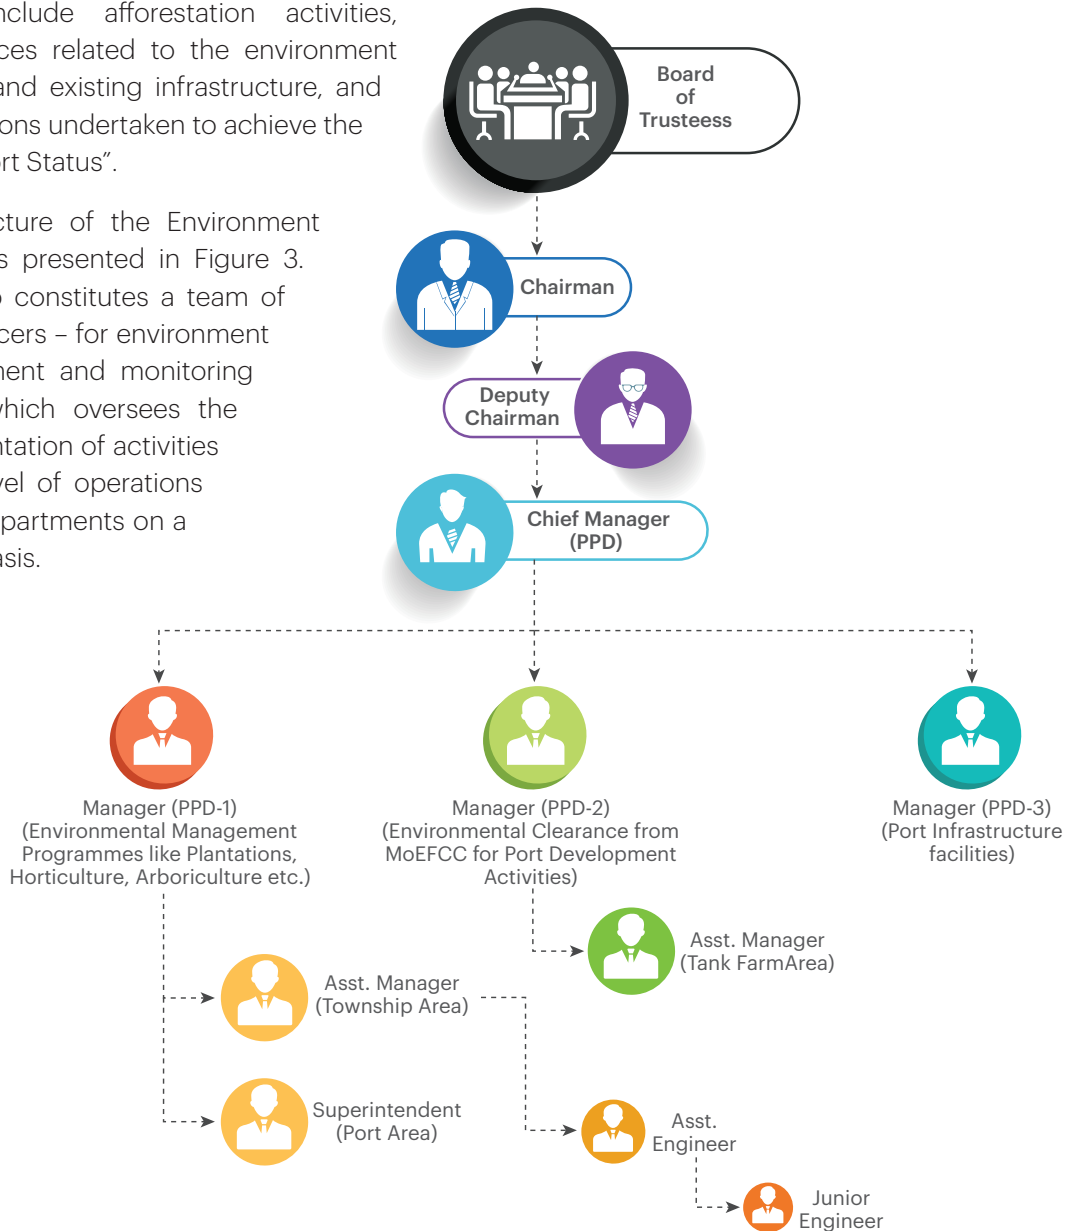 nclude afforestation activities,
ces related to the environment
and existing infrastructure, and
ons undertaken to achieve the
ort Status”.
cture of the Environment
s presented in Figure 3.
o constitutes a team of
icers – for environment
ment and monitoring
which oversees the
ntation of activities
vel of operations
partments on a
asis.
Board
of
Trusteess
Chairman
Deputy
Chairman
Chief Manager
(PPD)
Manager (PPD-1)
(Environmental Management
Programmes like Plantations,
Horticulture, Arboriculture etc.)
Manager (PPD-2)
(Environmental Clearance from
MoEFCC for Port Development
Activities)
Manager (PPD-3)
(Port Infrastructure
facilities)
Asst. Manager
(Tank FarmArea)
Asst. Manager
(Township Area)
Superintendent
(Port Area)
Asst.
Engineer
Junior
Engineer